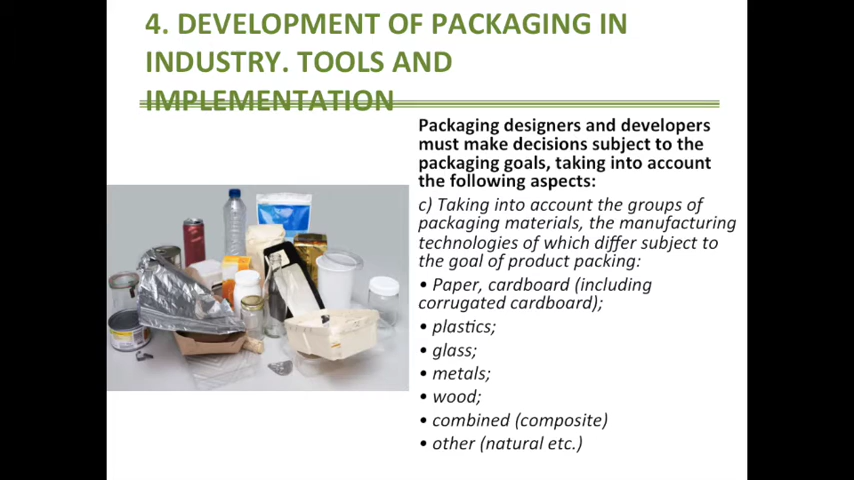 4. DEVELOPMENT OF PACKAGING IN
INDUSTRY. TOOLS AND
IMPLEMENTATION
Packaging designers and developers
must make decisions subject to the
packaging goals, taking into account
the following aspects:
c) Taking into account the groups of
packaging materials, the manufacturing
technologies of which differ subject to
the goal of product packing:
• Paper, cardboard (including
corrugated cardboard);
• plastics;
• glass;
• metals;
• wood;
• combined (composite)
• other (natural etc.)